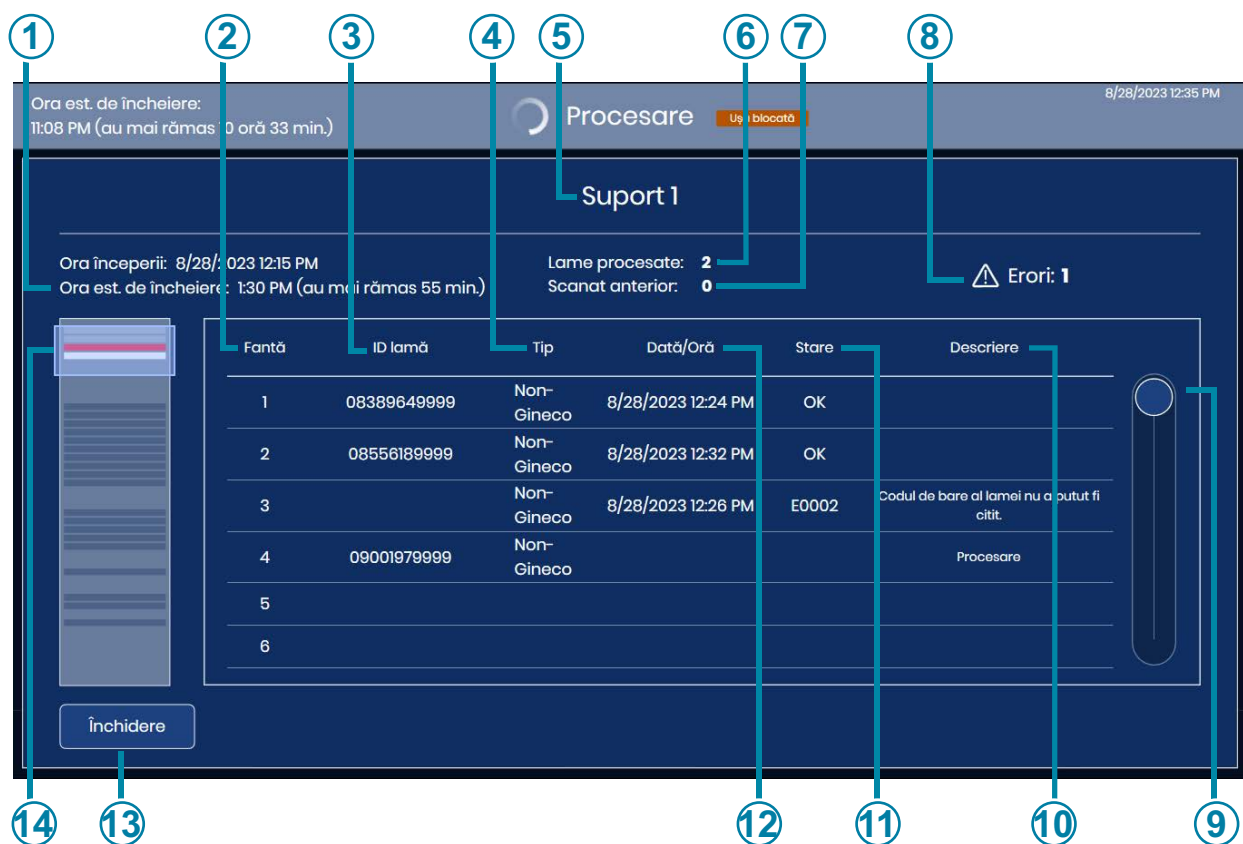 1 2 3 4 5 6 7 8
8/28/2023 12:35 PM
Ora est. de încheiere:
11:08 PM (au mai rămas 10 oră 33 min.)
Procesare Ușă blocată
Suport 1
Ora începerii: 8/28/2023 12:15 PM
Ora est. de încheiere: 1:30 PM (au mai rămas 55 min.)
Lame procesate: 2
Scanat anterior: 0
Erori: 1
Fantă ID lamă Tip Dată/Oră Stare Descriere
1 08389649999 Non-
Gineco 8/28/2023 12:24 PM OK
2 08556189999 Non-
Gineco 8/28/2023 12:32 PM OK
3 Non-
Gineco 8/28/2023 12:26 PM E0002 Codul de bare al lamei nu a putut fi
citit.
4 09001979999 Non-
Gineco Procesare
5
6
Închidere
14 13 12 11 10 9